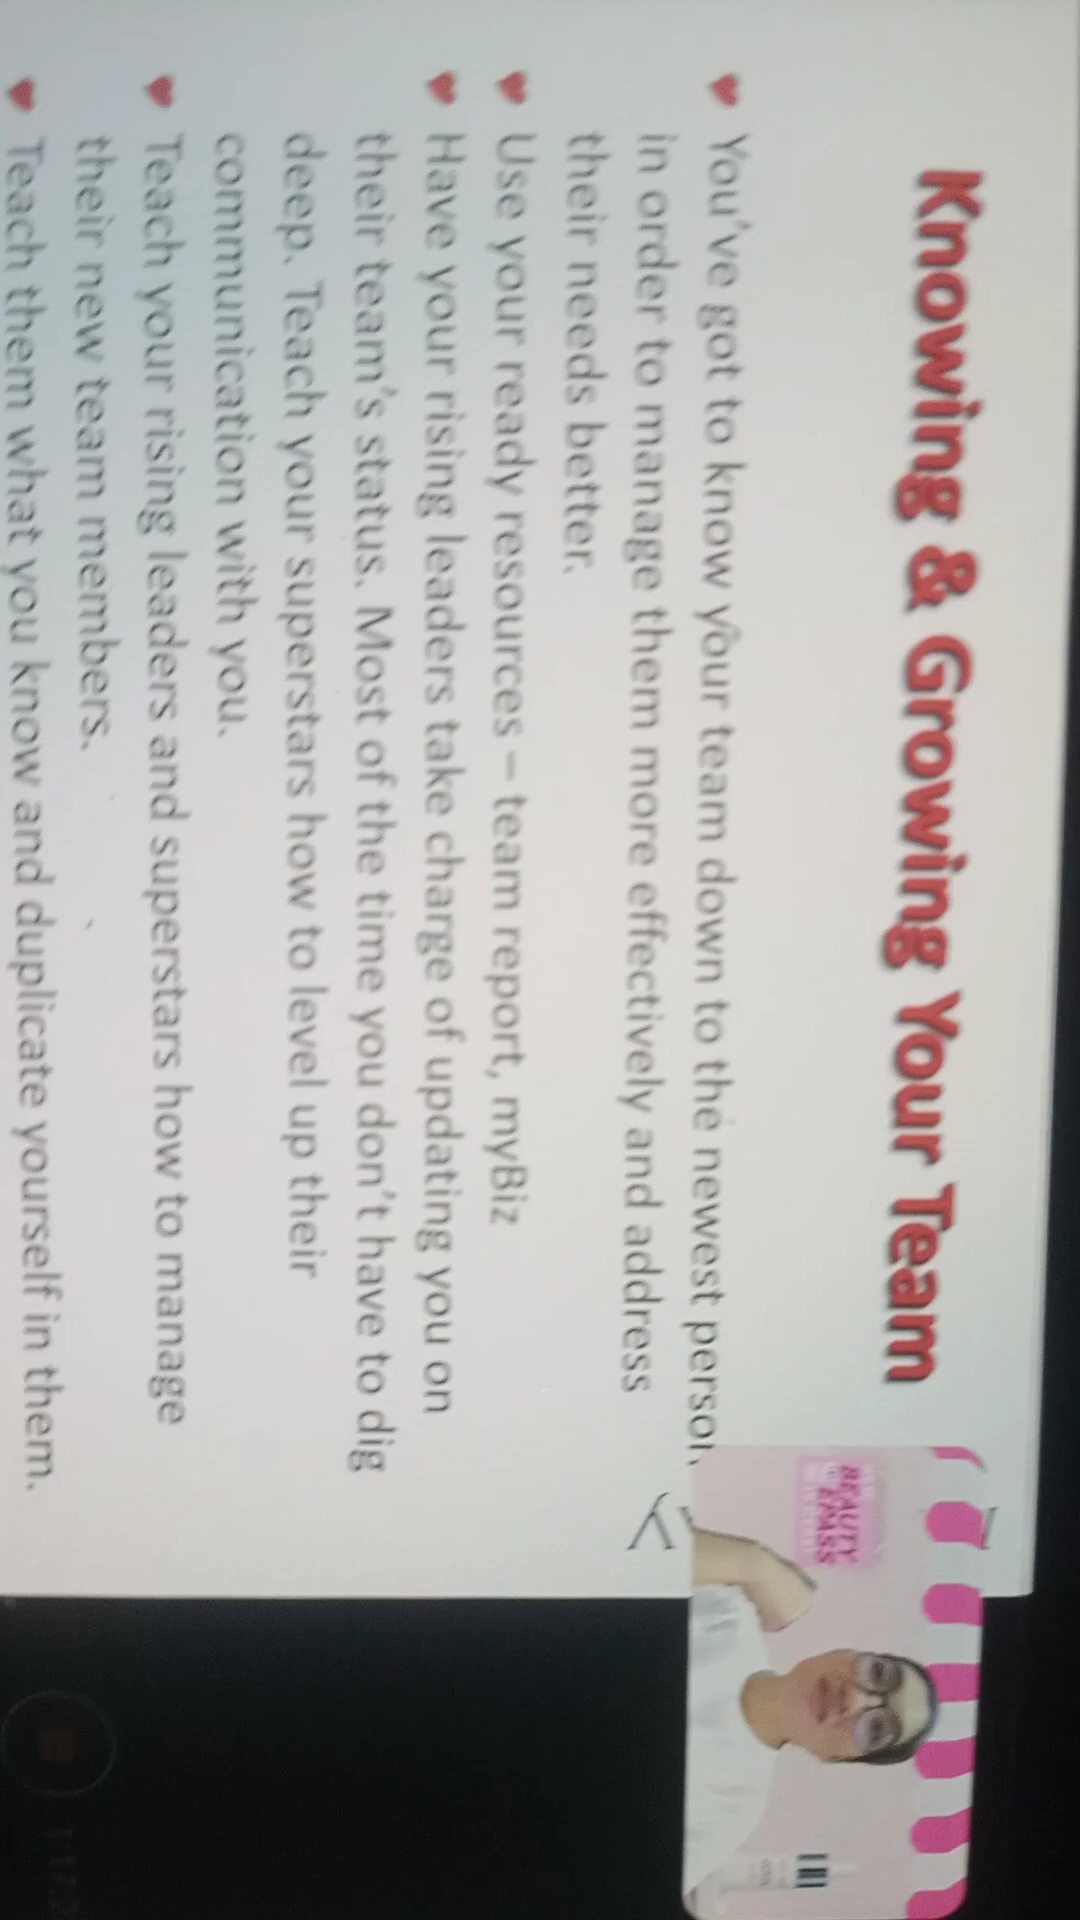 Knowing & Growing Your Team
♥ You've got to know your team down to the newest person
in order to manage them more effectively and address
their needs better.
♥ Use your ready resources – team report, myBiz
♥ Have your rising leaders take charge of updating you on
their team's status. Most of the time you don't have to dig
deep. Teach your superstars how to level up their
communication with you.
♥ Teach your rising leaders and superstars how to manage
their new team members.
♥ Teach them what you know and duplicate yourself in them.
BEAUTY